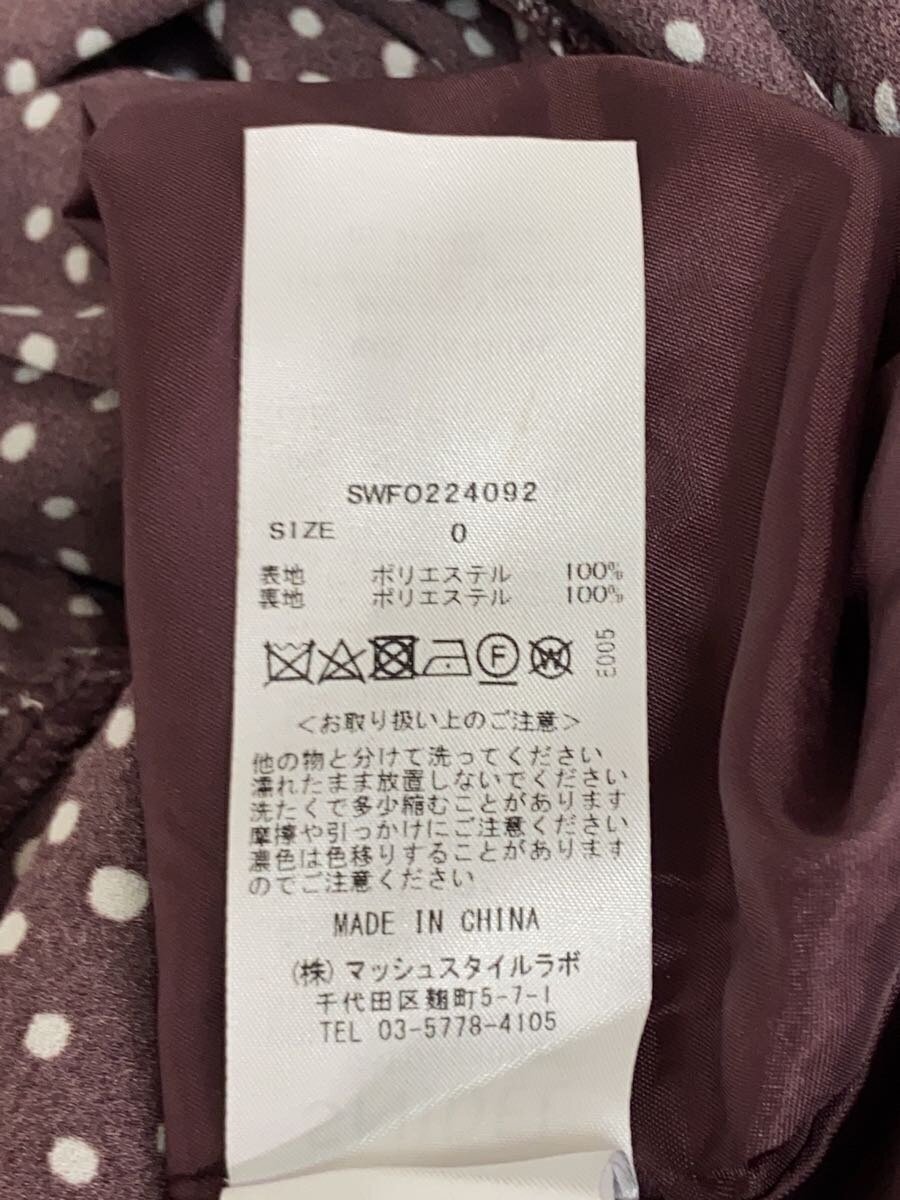 SWFO224092
SIZE 0
表地 ポリエステル 100%
裏地 ポリエステル 100%
F W E005
<お取り扱い上のご注意>
他の物と分けて洗ってください
濡れたまま放置しないでください
洗たくで多少縮むことがあります
摩擦や引っかけにご注意ください
濃色は色移りすることがあります
のでご注意ください
MADE IN CHINA
(株)マッシュスタイルラボ
千代田区麹町5-7-1
TEL 03-5778-4105